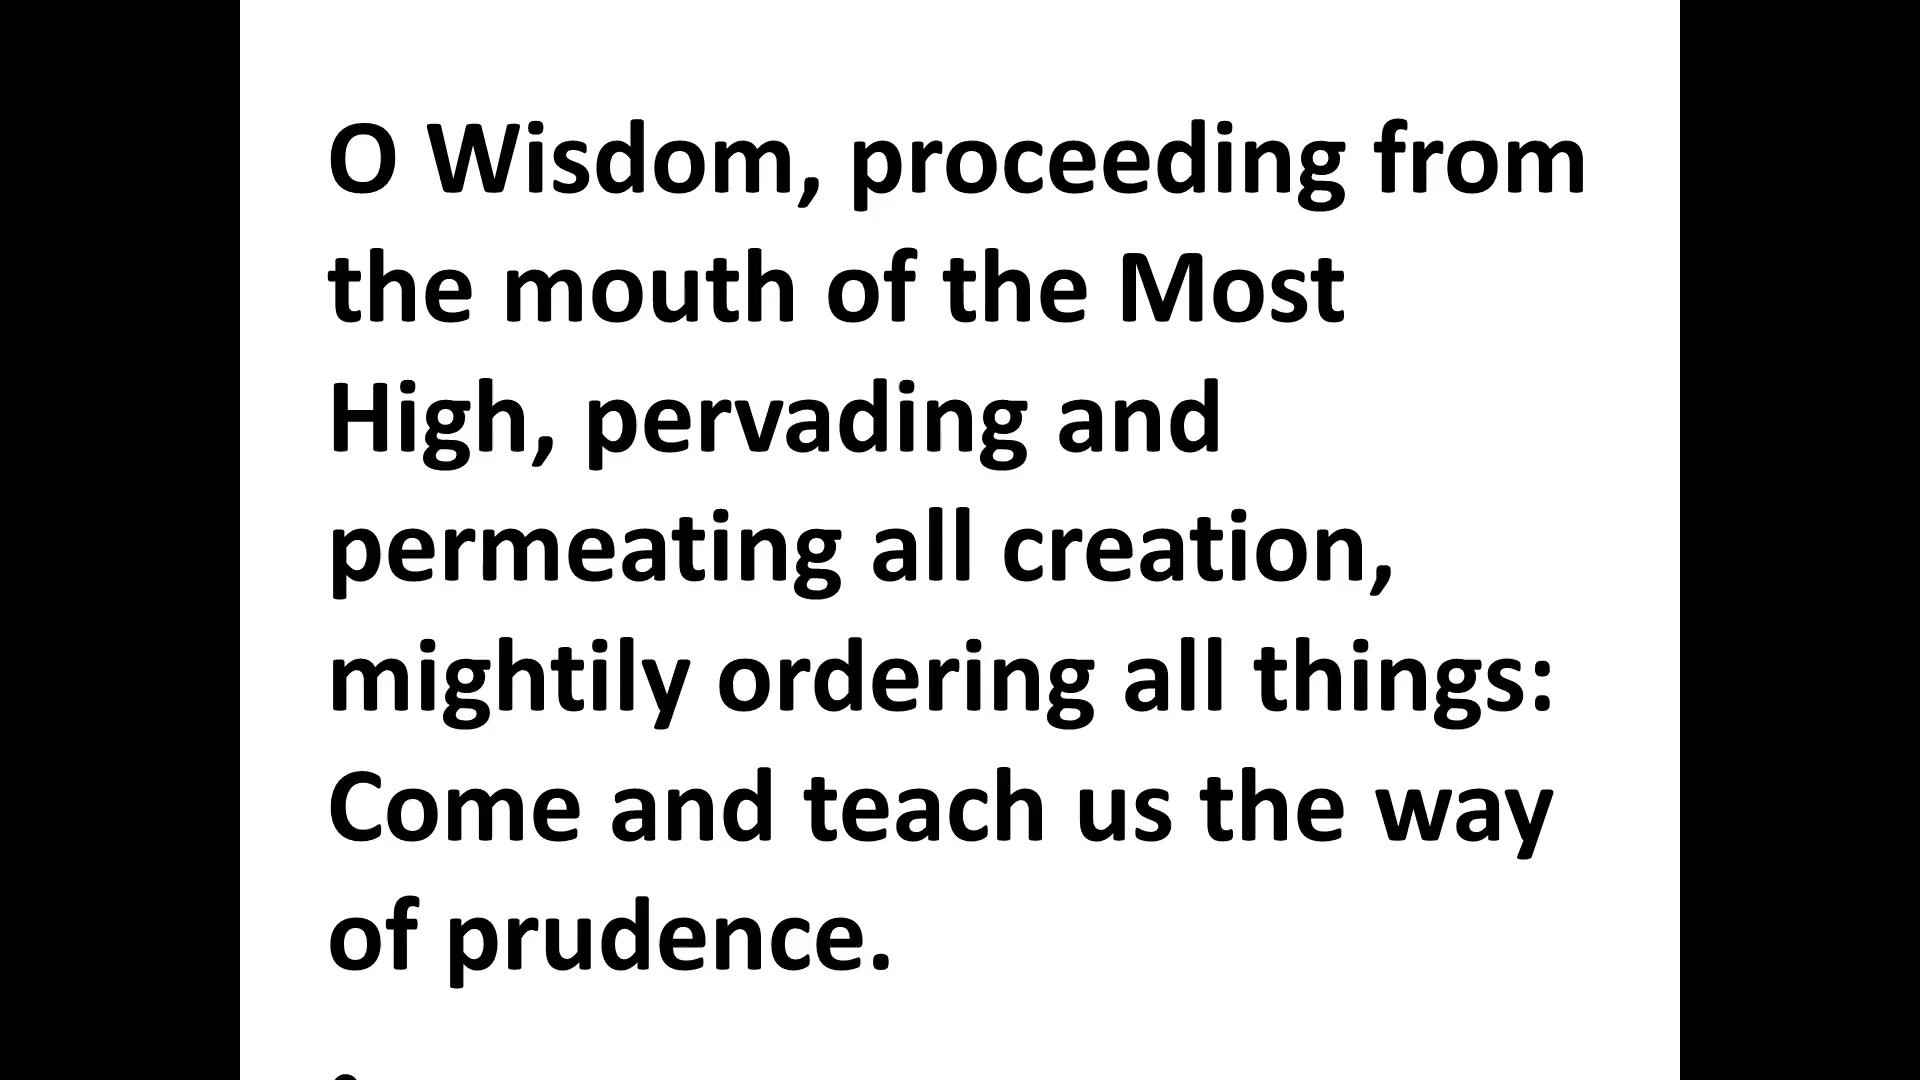 O Wisdom, proceeding from
the mouth of the Most
High, pervading and
permeating all creation,
mightily ordering all things:
Come and teach us the way
of prudence.